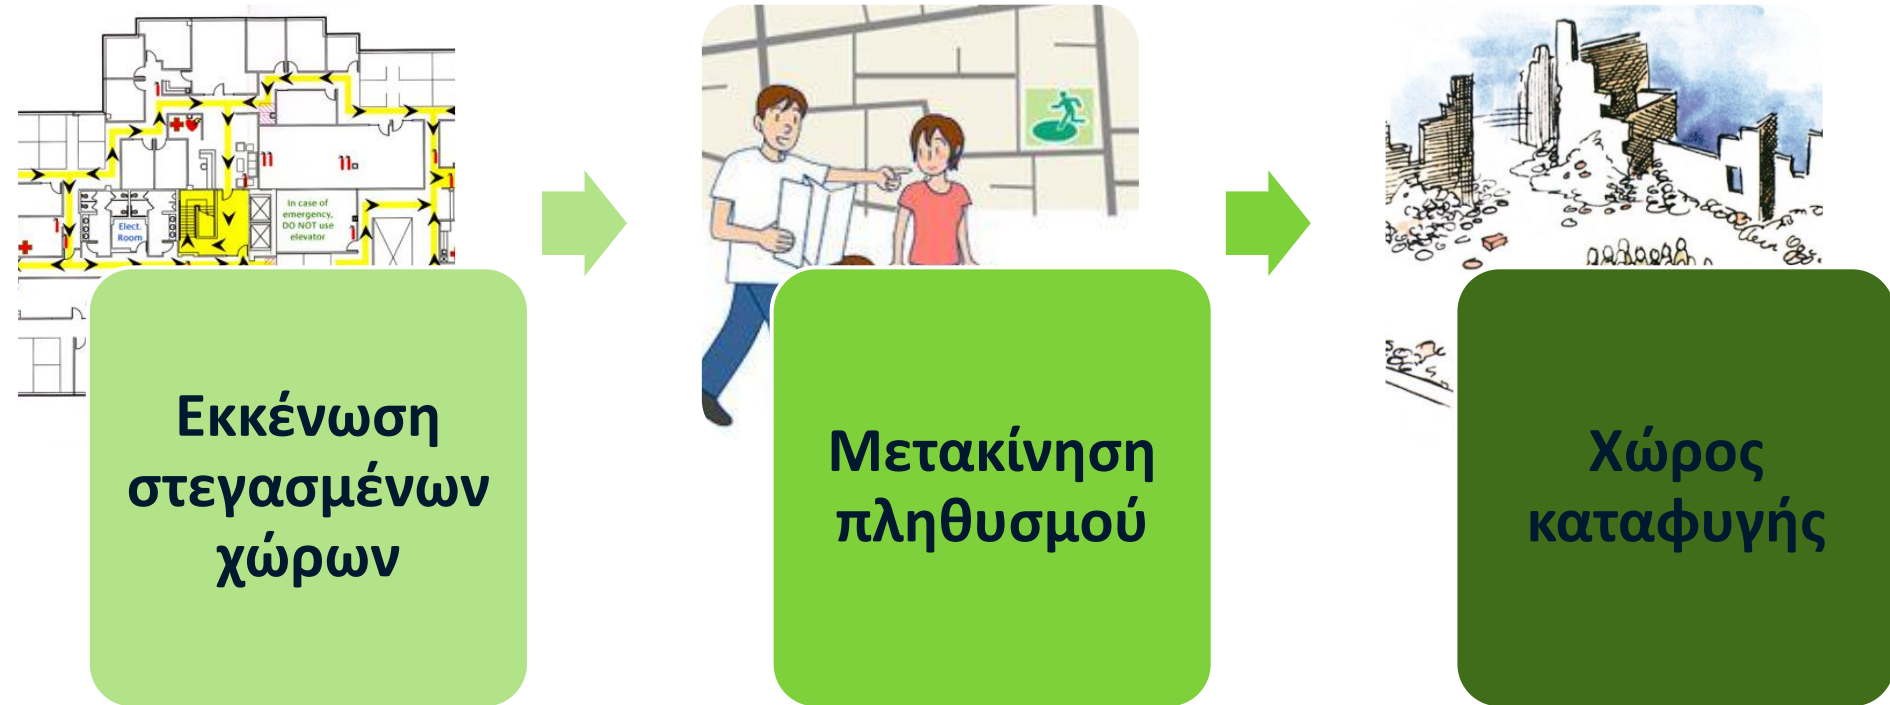 In case of
emergency,
DO NOT use
elevator
Elect.
Room
Εκκένωση
στεγασμένων
χώρων
Μετακίνηση
πληθυσμού
Χώρος
καταφυγής